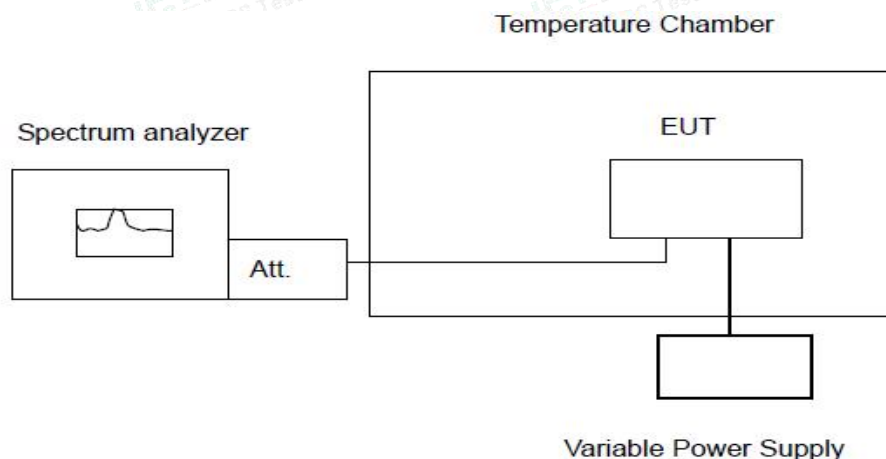 Temperature Chamber
Spectrum analyzer
EUT
Att.
Variable Power Supply